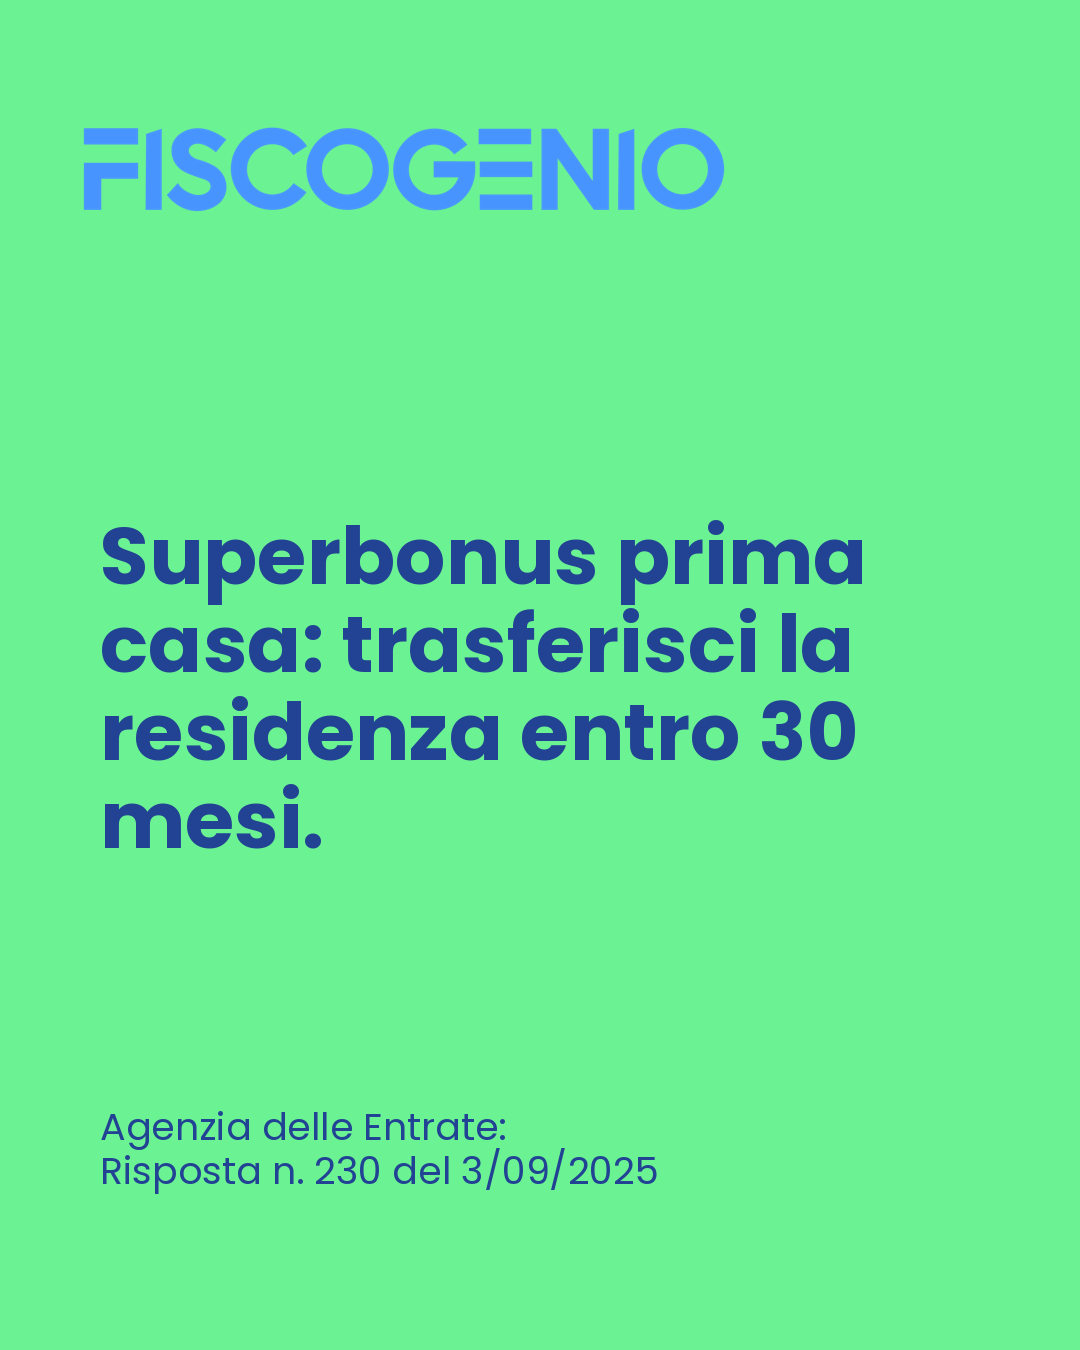 FISCOGENIO
Superbonus prima
casa: trasferisci la
residenza entro 30
mesi.
Agenzia delle Entrate:
Risposta n. 230 del 3/09/2025